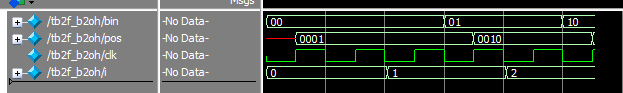 Msgs
/tb2f_b2oh/bin -No Data- 00 01 10
/tb2f_b2oh/pos -No Data- 0001 0010
/tb2f_b2oh/clk -No Data-
/tb2f_b2oh/i -No Data- 0 1 2